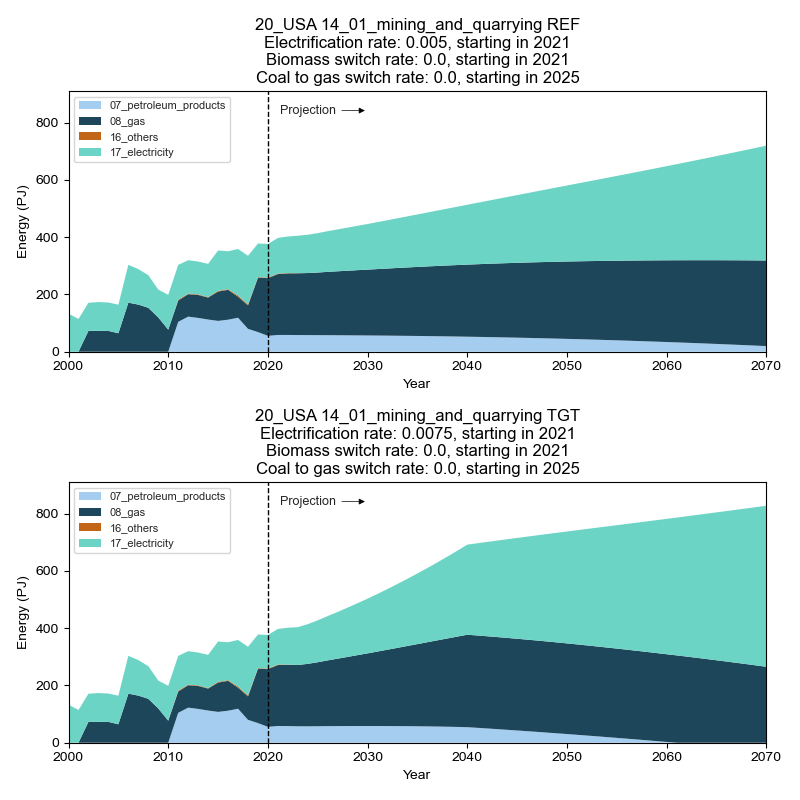 20_USA 14_01_mining_and_quarrying REF
Electrification rate: 0.005, starting in 2021
Biomass switch rate: 0.0, starting in 2021
Coal to gas switch rate: 0.0, starting in 2025
07_petroleum_products
08_gas
16_others
17_electricity
Projection
800
600
400
200
0
Energy (PJ)
2000 2010 2020 2030 2040 2050 2060 2070
Year
20_USA 14_01_mining_and_quarrying TGT
Electrification rate: 0.0075, starting in 2021
Biomass switch rate: 0.0, starting in 2021
Coal to gas switch rate: 0.0, starting in 2025
07_petroleum_products
08_gas
16_others
17_electricity
Projection
800
600
400
200
0
Energy (PJ)
2000 2010 2020 2030 2040 2050 2060 2070
Year